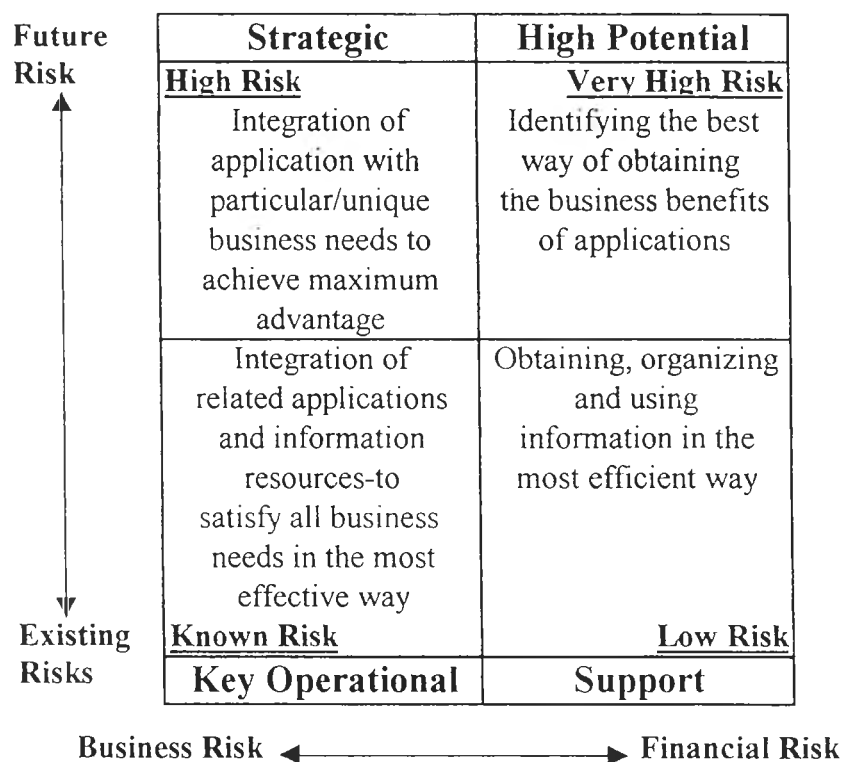 Future
Risk
Strategic
High Potential
High Risk
Integration of
application with
particular/unique
business needs to
achieve maximum
advantage
Very High Risk
Identifying the best
way of obtaining
the business benefits
of applications
Integration of
related applications
and information
resources-to
satisfy all business
needs in the most
effective way
Known Risk
Obtaining, organizing
and using
information in the
most efficient way
Low Risk
Existing
Risks
Key Operational
Support
Business Risk
Financial Risk